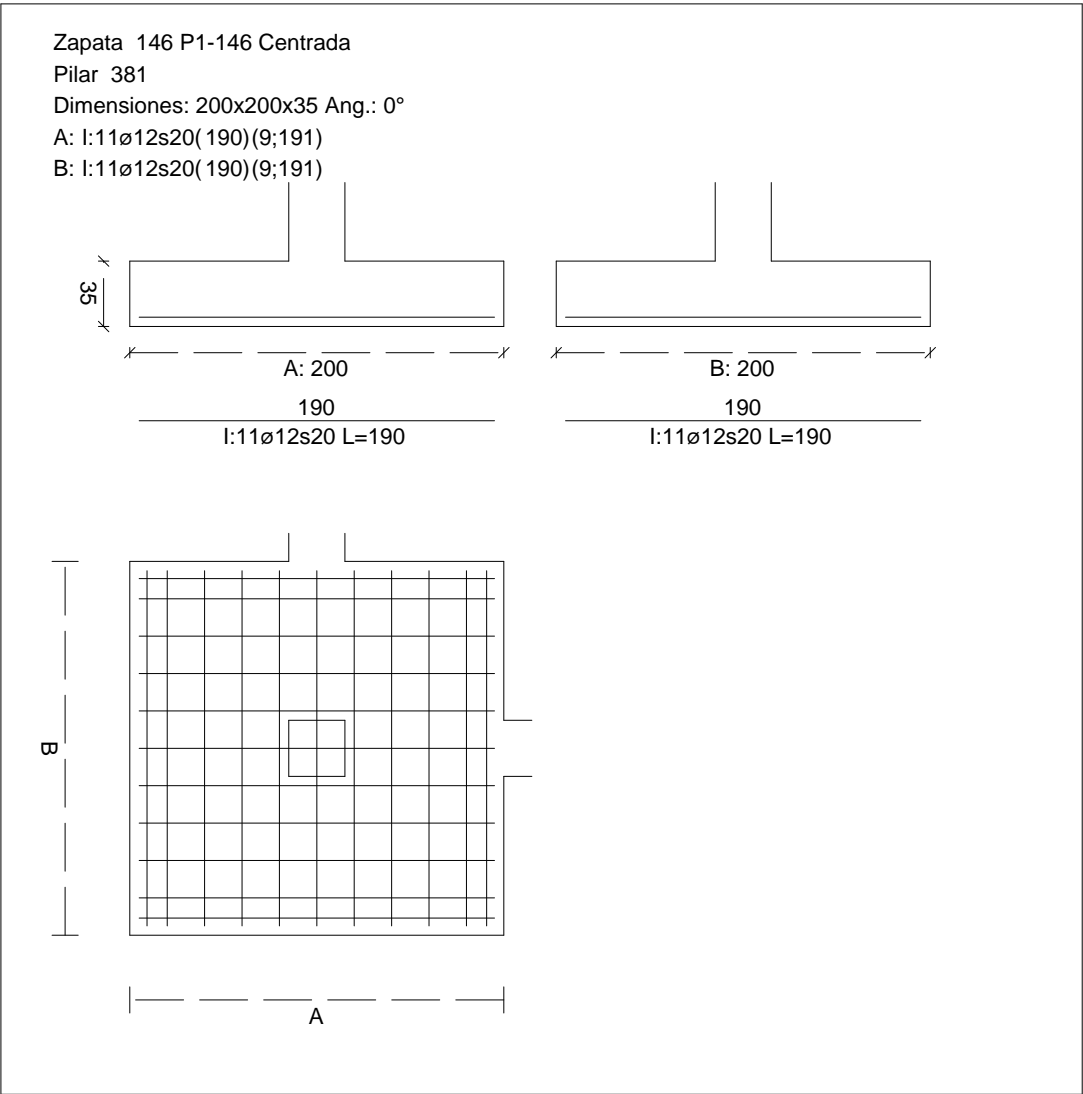 Zapata 146 P1-146 Centrada
Pilar 381
Dimensiones: 200x200x35 Ang.: 0°
A: I:11ø12s20(190)(9;191)
B: I:11ø12s20(190)(9;191)
35
A: 200
B: 200
190
190
I:11ø12s20 L=190
I:11ø12s20 L=190
B
A